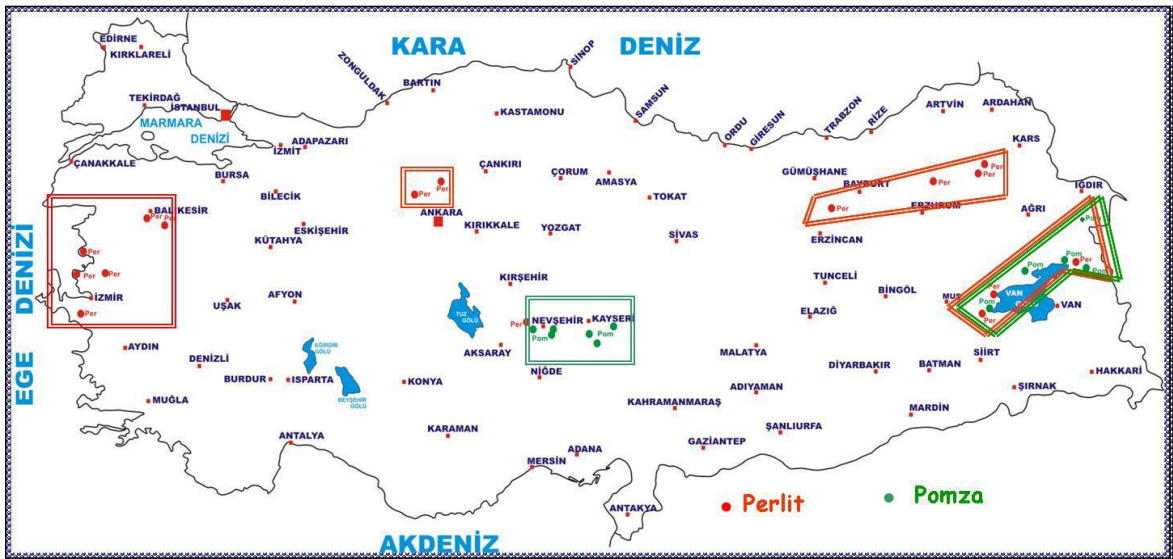 KARA DENİZ
EDİRNE
KIRKLARELİ
TEKİRDAĞ
İSTANBUL
MARMARA
DENİZİ
ÇANAKKALE
ZONGULDAK
BARTIN
SİNOP
KASTAMONU
SAMSUN
ORDU
GİRESUN
TRABZON
RİZE
ARTVİN
ARDAHAN
KARS
ADAPAZARI
İZMİT
BURSA
BİLECİK
ÇANKIRI
ÇORUM
AMASYA
TOKAT
GÜMÜŞHANE
BAYBURT
Per
Per
Per
Per
ERZURUM
ERZİNCAN
IĞDIR
AĞRI
Per
Per
ANKARA
KIRIKKALE
YOZGAT
SİVAS
ESKİŞEHİR
KÜTAHYA
BALIKESİR
Per
Per
Per
Per
Per
İZMİR
Per
EGE DENİZİ
UŞAK
AFYON
KIRŞEHİR
TUZ
GÖLÜ
Per
NEVŞEHİR
KAYSERİ
Pom
Pom
AKSARAY
NİĞDE
TUNCELİ
BİNGÖL
ELAZIĞ
MUŞ
Pom
Pom
Pom
Per
Pom
Per
Pom
Per
VAN
VAN
AYDIN
DENİZLİ
BURDUR
ISPARTA
EĞİRDİR
GÖLÜ
BEYŞEHİR
GÖLÜ
KONYA
MUĞLA
ANTALYA
KARAMAN
MERSİN
ADANA
ANTAKYA
KAHRAMANMARAŞ
GAZİANTEP
MALATYA
ADIYAMAN
ŞANLIURFA
DİYARBAKIR
BATMAN
SİİRT
MARDİN
ŞIRNAK
HAKKARİ
Perlit
Pomza
AKDENİZ